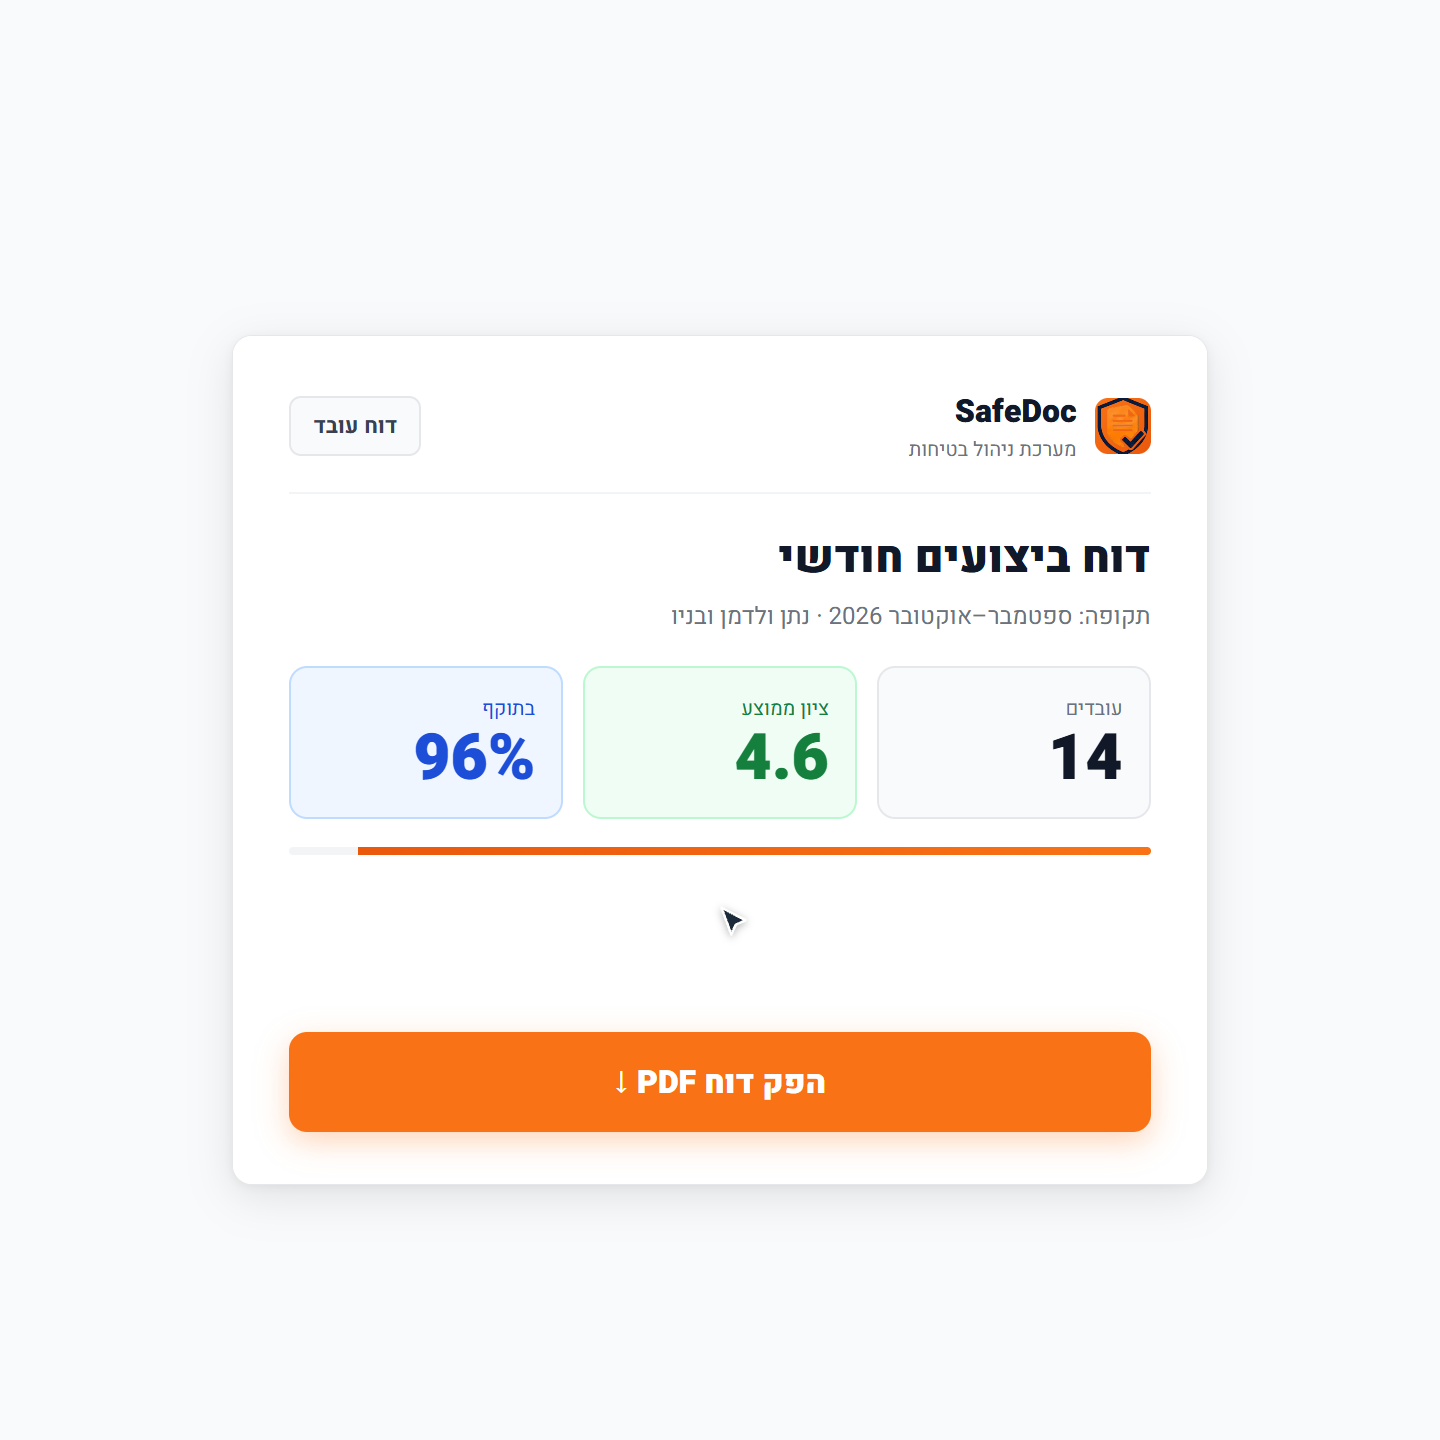 SafeDoc
מערכת ניהול בטיחות
דוח עובד
דוח ביצועים חודשי
תקופה: ספטמבר–אוקטובר 2026 · נתן ולדמן ובניו
עובדים
14
ציון ממוצע
4.6
בתוקף
96%
הפק דוח PDF ↓